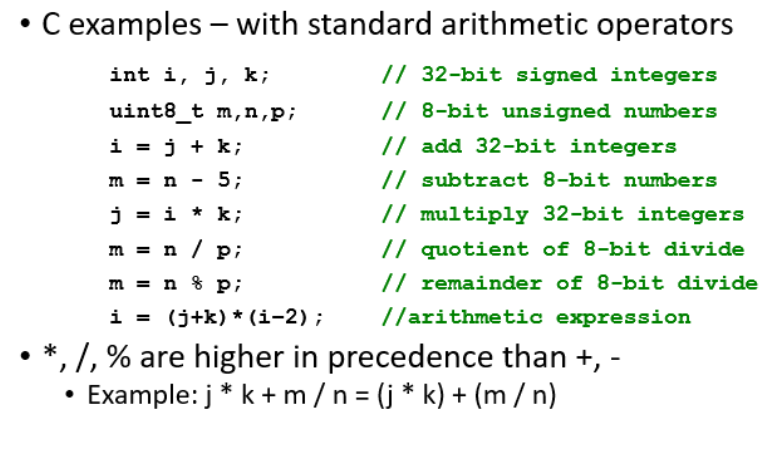 • C examples – with standard arithmetic operators
int i, j, k; // 32-bit signed integers
uint8_t m,n,p; // 8-bit unsigned numbers
i = j + k; // add 32-bit integers
m = n - 5; // subtract 8-bit numbers
j = i * k; // multiply 32-bit integers
m = n / p; // quotient of 8-bit divide
m = n % p; // remainder of 8-bit divide
i = (j+k)*(i-2); //arithmetic expression
• *, /, % are higher in precedence than +, -
• Example: j * k + m / n = (j * k) + (m / n)